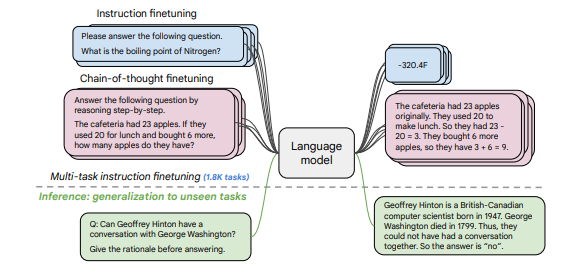 Instruction finetuning
Please answer the following question.
What is the boiling point of Nitrogen?
Chain-of-thought finetuning
Answer the following question by
reasoning step-by-step.
The cafeteria had 23 apples. If they
used 20 for lunch and bought 6 more,
how many apples do they have?
Multi-task instruction finetuning (1.8K tasks)
Inference: generalization to unseen tasks
Q: Can Geoffrey Hinton have a
conversation with George Washington?
Give the rationale before answering.
Language
model
-320.4F
The cafeteria had 23 apples
originally. They used 20 to
make lunch. So they had 23 -
20 = 3. They bought 6 more
apples, so they have 3 + 6 = 9.
Geoffrey Hinton is a British-Canadian
computer scientist born in 1947. George
Washington died in 1799. Thus, they
could not have had a conversation
together. So the answer is “no”.